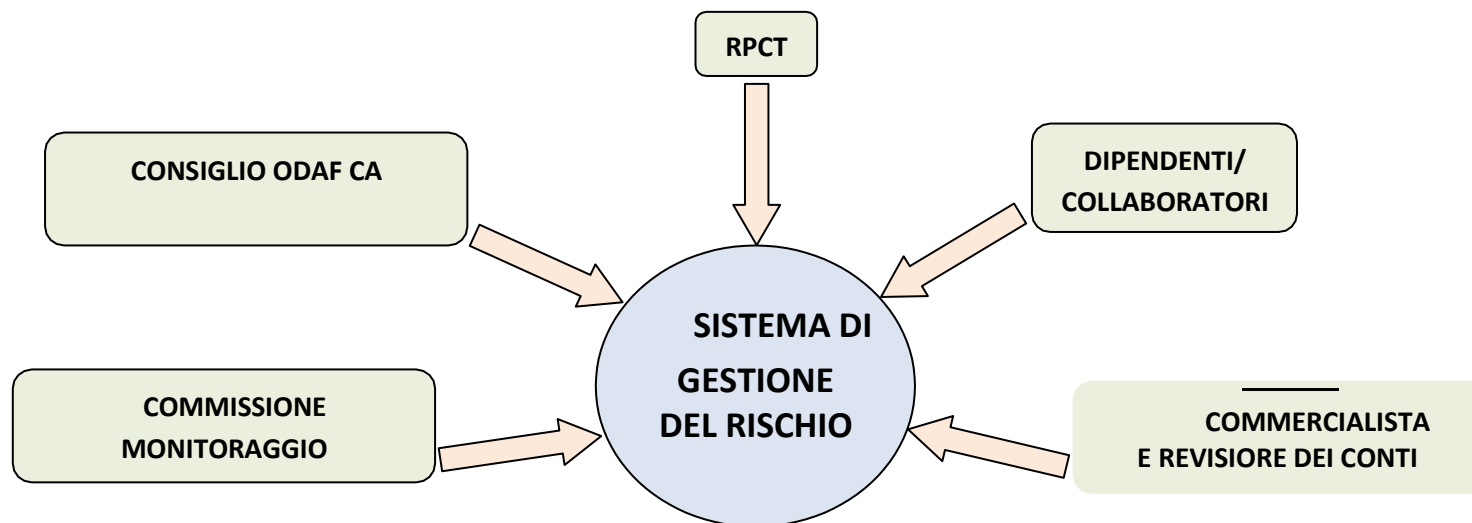 RPCT
CONSIGLIO ODAF CA
DIPENDENTI/
COLLABORATORI
SISTEMA DI
GESTIONE
DEL RISCHIO
COMMISSIONE
MONITORAGGIO
COMMERCIALISTA
E REVISIORE DEI CONTI